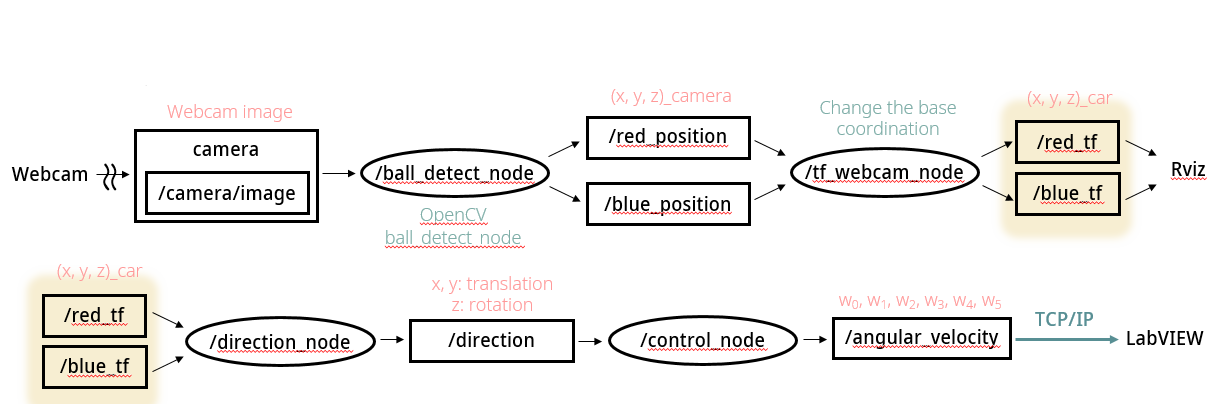 Webcam
Webcam image
camera
/camera/image
/ball_detect_node
OpenCV
ball_detect_node
(x, y, z)_camera
/red_position
/blue_position
Change the base
coordination
/tf_webcam_node
(x, y, z)_car
/red_tf
/blue_tf
Rviz
(x, y, z)_car
/red_tf
/blue_tf
/direction_node
x, y: translation
z: rotation
/direction
/control_node
w₀, w₁, w₂, w₃, w₄, w₅
/angular_velocity
TCP/IP
LabVIEW